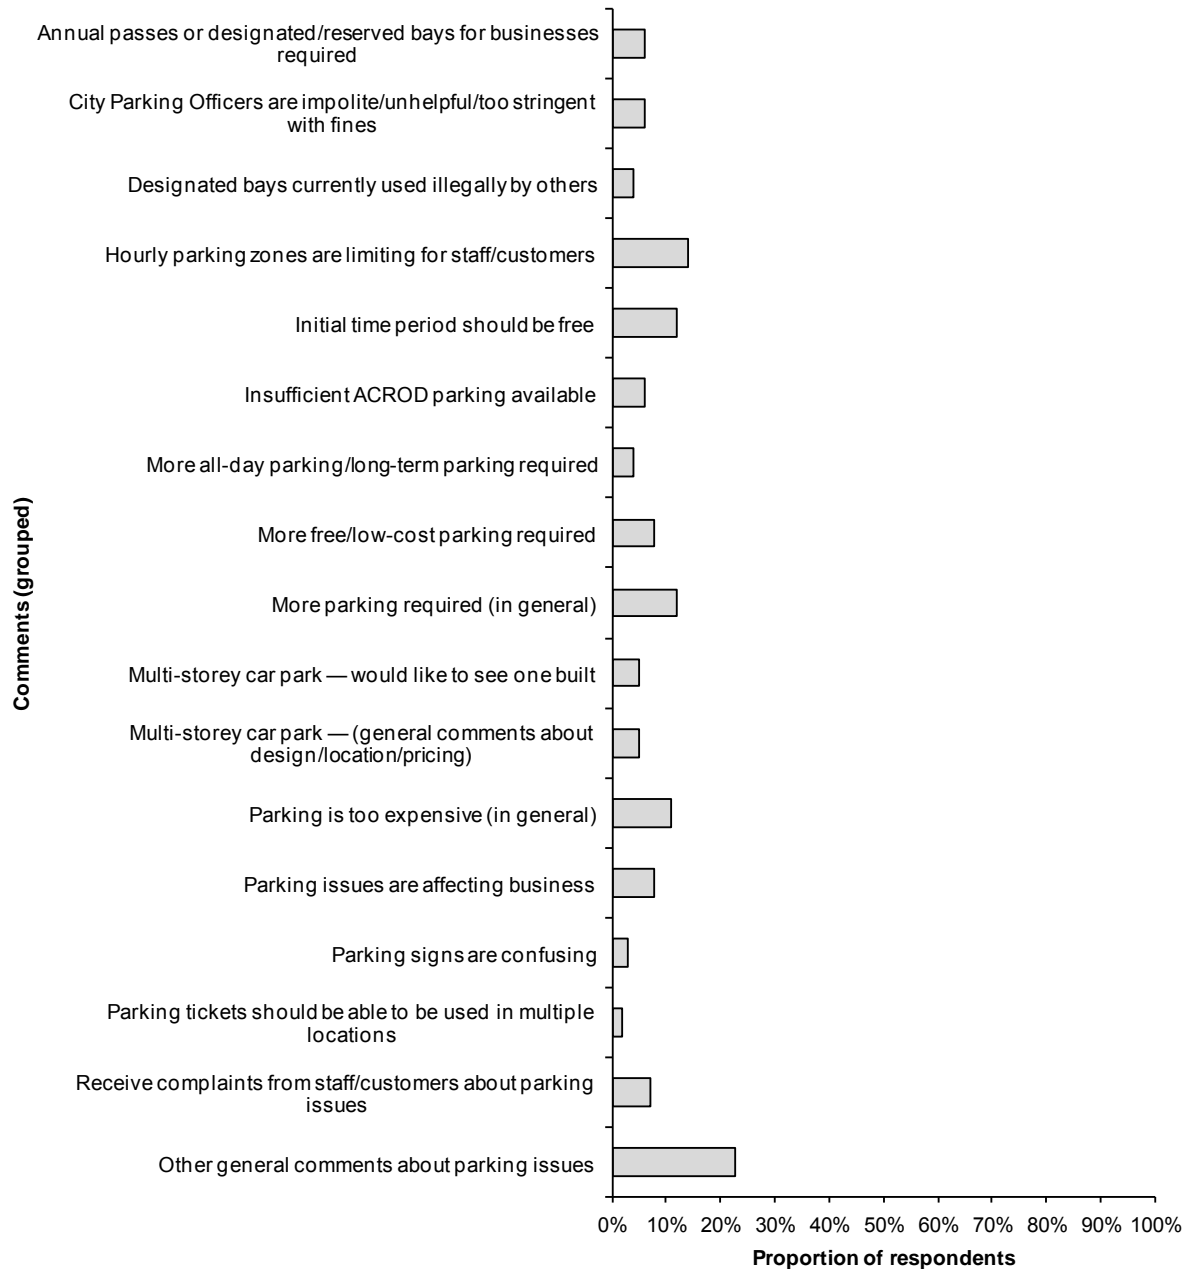 Annual passes or designated/reserved bays for businesses
required
City Parking Officers are impolite/unhelpful/too stringent
with fines
Designated bays currently used illegally by others
Hourly parking zones are limiting for staff/customers
Initial time period should be free
Insufficient ACROD parking available
More all-day parking/long-term parking required
More free/low-cost parking required
More parking required (in general)
Multi-storey car park — would like to see one built
Multi-storey car park — (general comments about
design/location/pricing)
Parking is too expensive (in general)
Parking issues are affecting business
Parking signs are confusing
Parking tickets should be able to be used in multiple
locations
Receive complaints from staff/customers about parking
issues
Other general comments about parking issues
Comments (grouped)
0% 10% 20% 30% 40% 50% 60% 70% 80% 90% 100%
Proportion of respondents